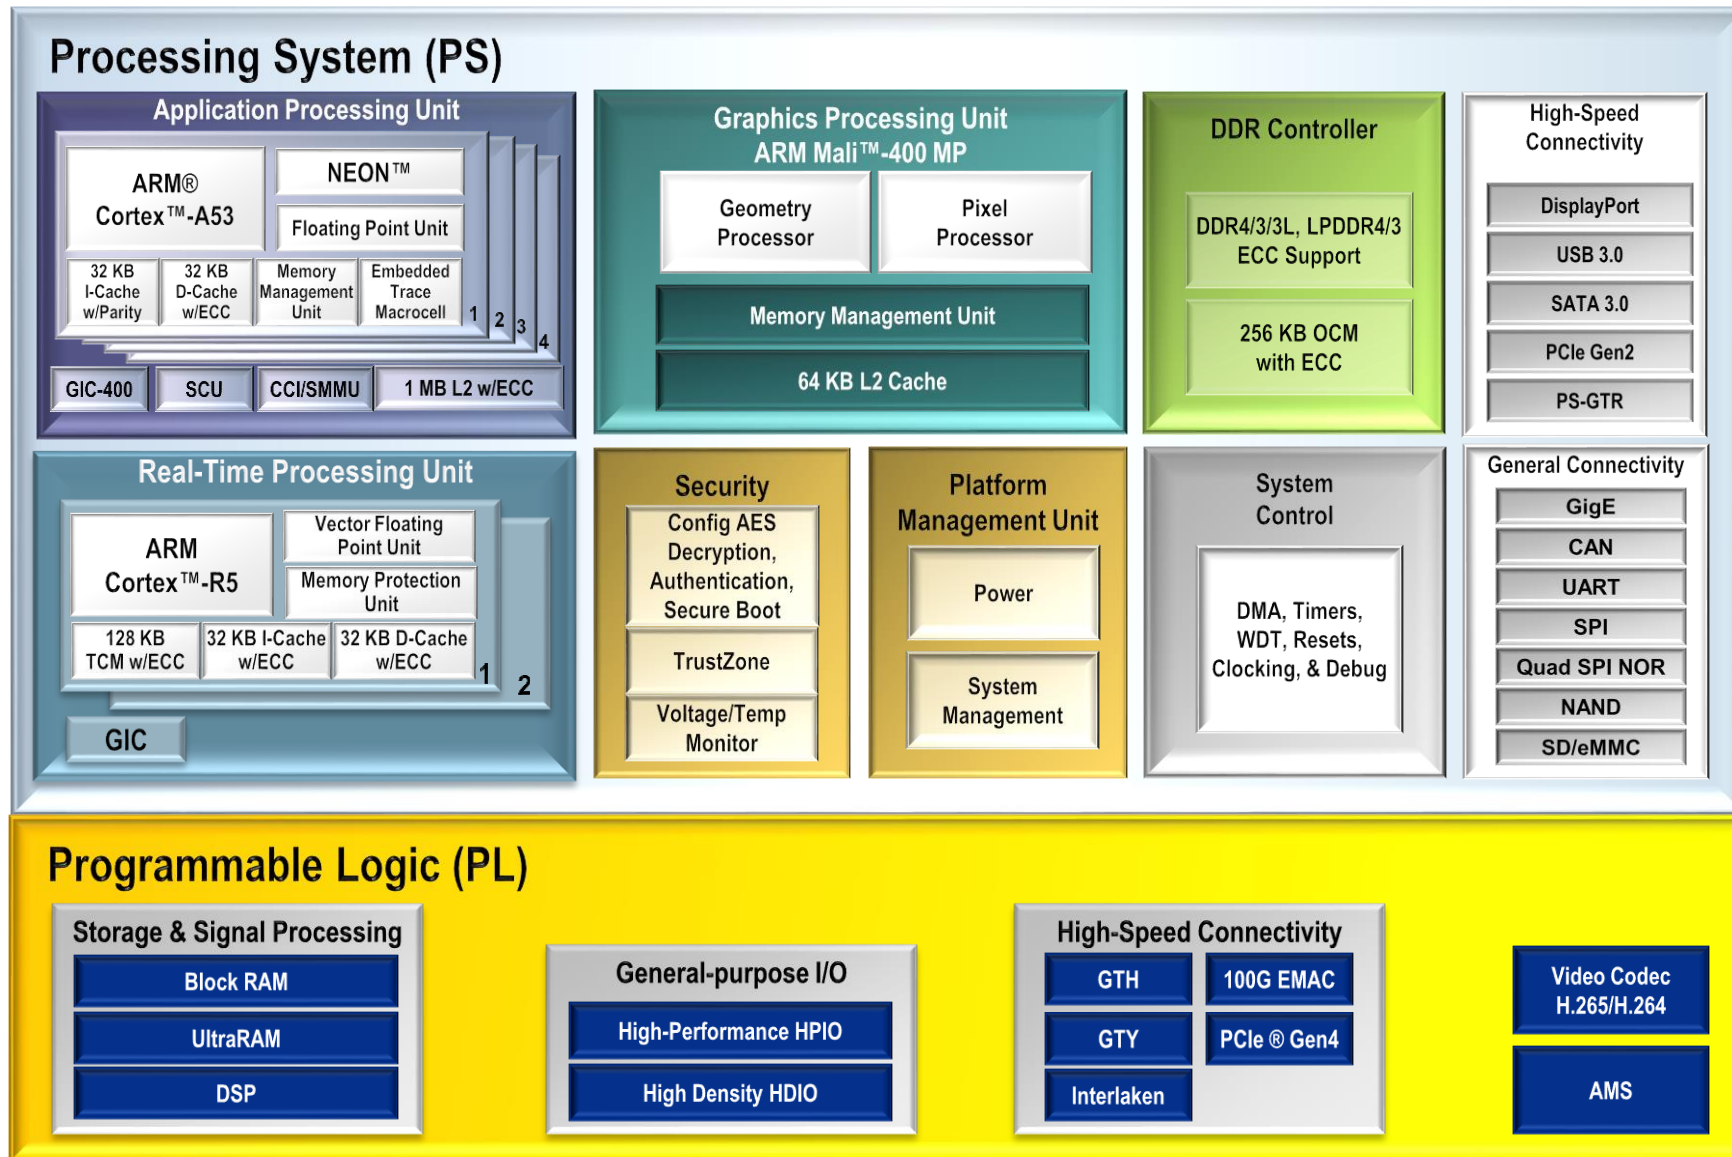 Processing System (PS)
Application Processing Unit
ARM®
Cortex™-A53
NEON™
Floating Point Unit
32 KB
I-Cache
w/Parity
32 KB
D-Cache
w/ECC
Memory
Management
Unit
Embedded
Trace
Macrocell
1
2
3
4
GIC-400
SCU
CCI/SMMU
1 MB L2 w/ECC
Graphics Processing Unit
ARM Mali™-400 MP
Geometry
Processor
Pixel
Processor
Memory Management Unit
64 KB L2 Cache
DDR Controller
DDR4/3/3L, LPDDR4/3
ECC Support
256 KB OCM
with ECC
High-Speed
Connectivity
DisplayPort
USB 3.0
SATA 3.0
PCIe Gen2
PS-GTR
Real-Time Processing Unit
ARM
Cortex™-R5
Vector Floating
Point Unit
Memory Protection
Unit
128 KB
TCM w/ECC
32 KB I-Cache
w/ECC
32 KB D-Cache
w/ECC
1
2
GIC
Security
Config AES
Decryption,
Authentication,
Secure Boot
TrustZone
Voltage/Temp
Monitor
Platform
Management Unit
Power
System
Management
System
Control
DMA, Timers,
WDT, Resets,
Clocking, & Debug
General Connectivity
GigE
CAN
UART
SPI
Quad SPI NOR
NAND
SD/eMMC
Programmable Logic (PL)
Storage & Signal Processing
Block RAM
UltraRAM
DSP
General-purpose I/O
High-Performance HPIO
High Density HDIO
High-Speed Connectivity
GTH
100G EMAC
GTY
PCIe ® Gen4
Interlaken
Video Codec
H.265/H.264
AMS